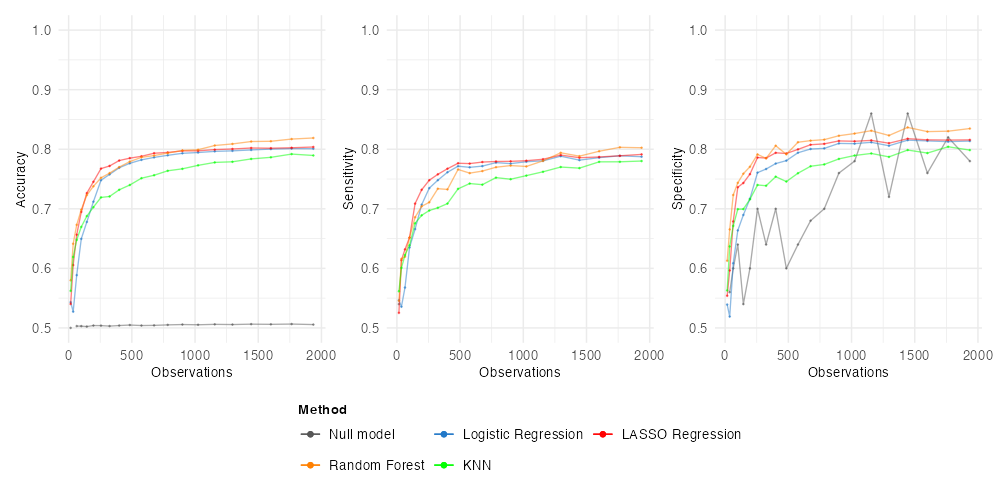 1.0
0.9
0.8
0.7
0.6
0.5
Accuracy
0 500 1000 1500 2000
Observations
1.0
0.9
0.8
0.7
0.6
0.5
Sensitivity
0 500 1000 1500 2000
Observations
1.0
0.9
0.8
0.7
0.6
0.5
Specificity
0 500 1000 1500 2000
Observations
Method
Null model Logistic Regression LASSO Regression
Random Forest KNN